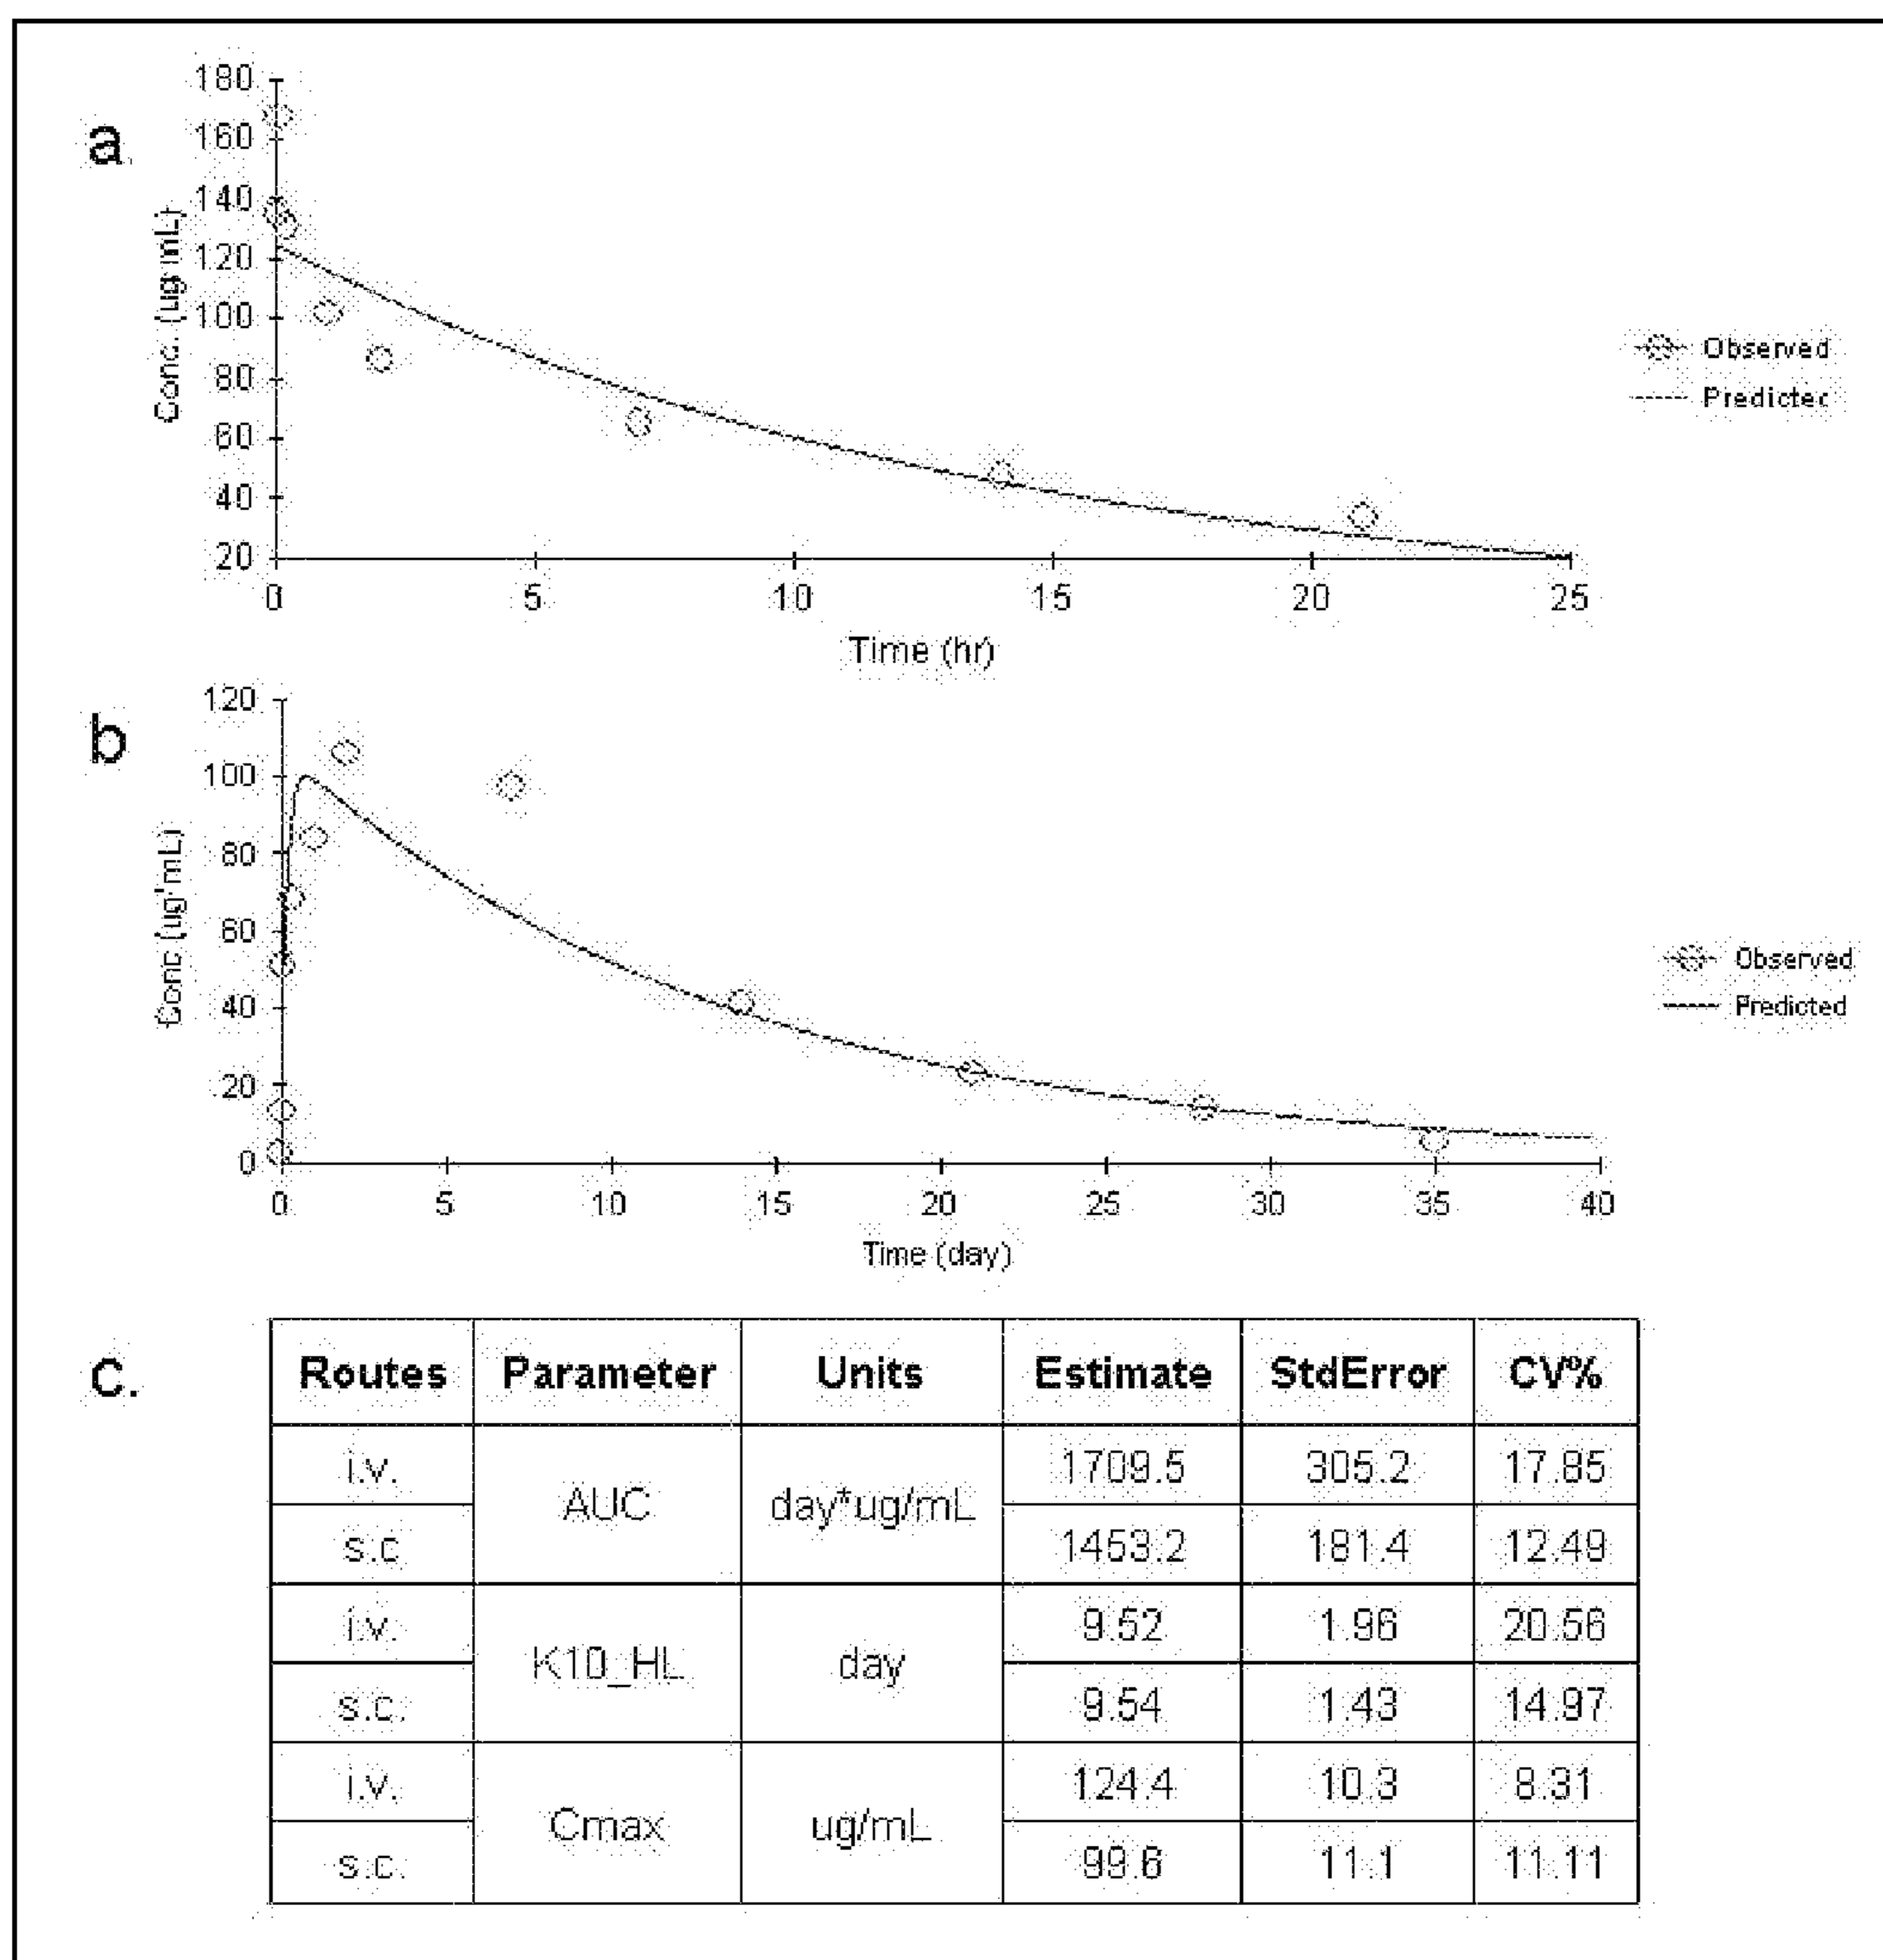 a
180
160
140
120
100
80
60
40
20
Conc. (ug mL)
0 5 10 15 20 25
Time (hr)
Observed
Predictec
b
120
100
80
60
40
20
0
Conc (ug'mL)
0 5 10 15 20 25 30 35 40
Time (day)
Observed
Predicted
c.
Routes Parameter Units Estimate StdError CV%
i.v. AUC day*ug/mL 1709.5 305.2 17.85
s.c 1453.2 181.4 12.49
i.v. K10_HL day 9.52 1.96 20.56
s.c. 9.54 1.43 14.97
i.v. Cmax ug/mL 124.4 10.3 8.31
s.c. 99.6 11.1 11.11